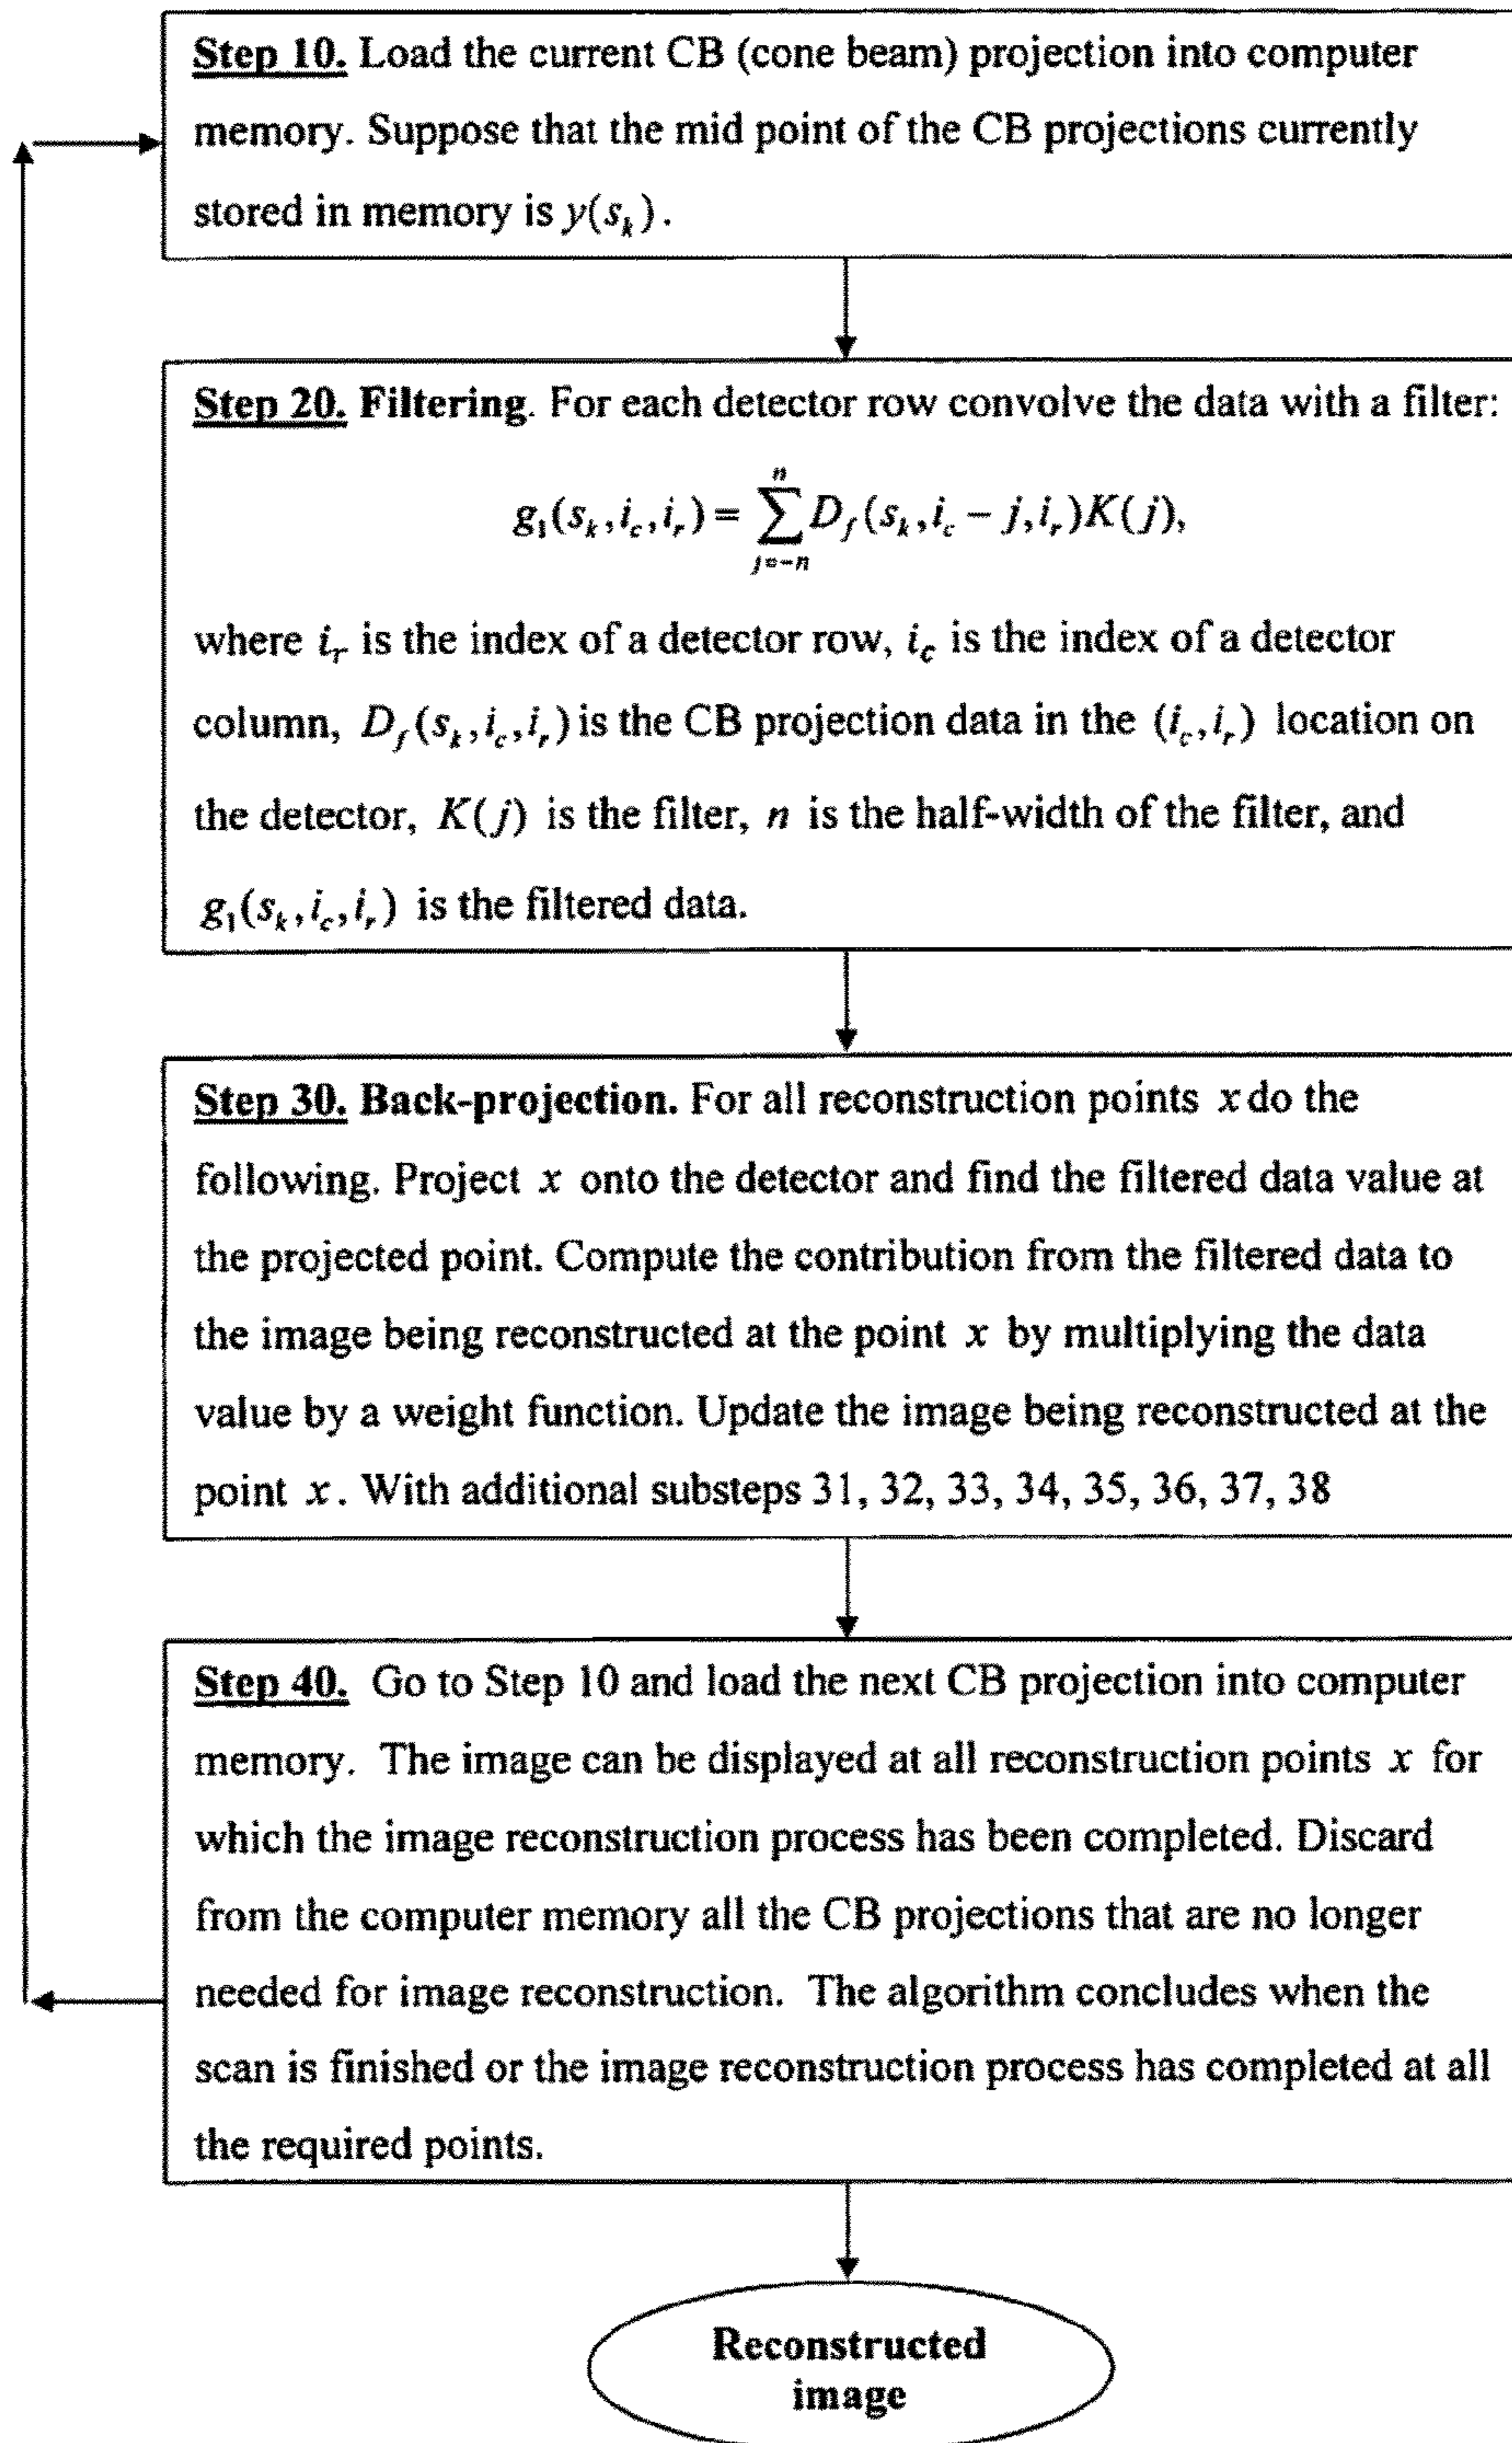 Step 10. Load the current CB (cone beam) projection into computer
memory. Suppose that the mid point of the CB projections currently
stored in memory is y(sₖ).
Step 20. Filtering. For each detector row convolve the data with a filter:
g₁(sₖ, i_c, i_r) = ∑_{j=-n}^{n} D_f(sₖ, i_c − j, i_r)K(j),
where i_r is the index of a detector row, i_c is the index of a detector
column, D_f(sₖ, i_c, i_r) is the CB projection data in the (i_c, i_r) location on
the detector, K(j) is the filter, n is the half-width of the filter, and
g₁(sₖ, i_c, i_r) is the filtered data.
Step 30. Back-projection. For all reconstruction points x do the
following. Project x onto the detector and find the filtered data value at
the projected point. Compute the contribution from the filtered data to
the image being reconstructed at the point x by multiplying the data
value by a weight function. Update the image being reconstructed at the
point x. With additional substeps 31, 32, 33, 34, 35, 36, 37, 38
Step 40. Go to Step 10 and load the next CB projection into computer
memory. The image can be displayed at all reconstruction points x for
which the image reconstruction process has been completed. Discard
from the computer memory all the CB projections that are no longer
needed for image reconstruction. The algorithm concludes when the
scan is finished or the image reconstruction process has completed at all
the required points.
Reconstructed
image